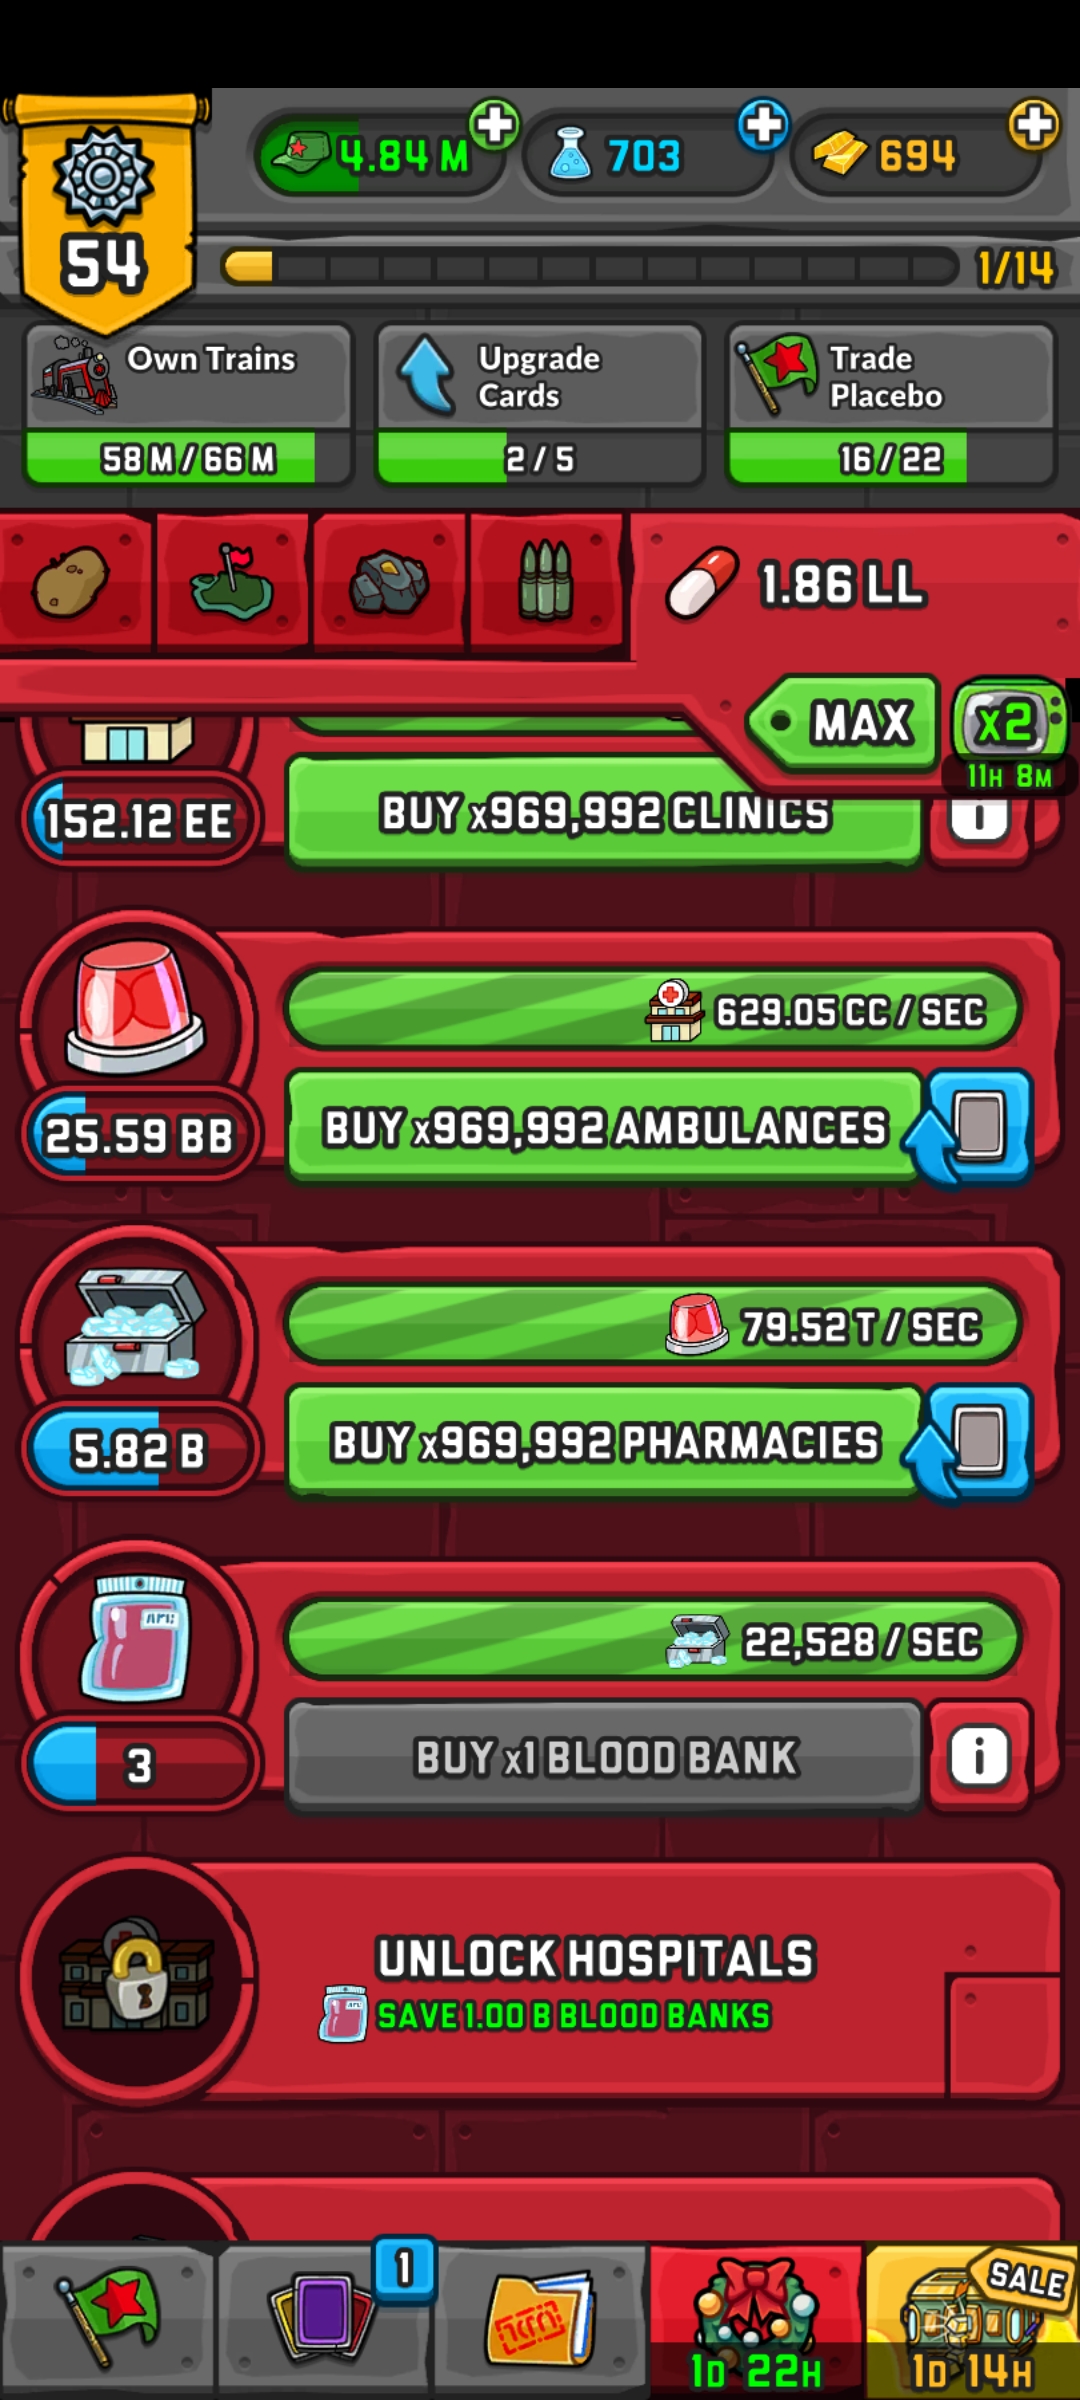 4.84 M
703
694
54
1/14
Own Trains
58 M / 66 M
Upgrade
Cards
2 / 5
Trade
Placebo
16 / 22
1.86 LL
MAX
x2
11H 8M
152.12 EE
BUY x969,992 CLINICS
i
629.05 CC / SEC
25.59 BB
BUY x969,992 AMBULANCES
79.52 T / SEC
5.82 B
BUY x969,992 PHARMACIES
22,528 / SEC
3
BUY x1 BLOOD BANK
i
UNLOCK HOSPITALS
SAVE 1.00 B BLOOD BANKS
1
SALE
1D 22H
1D 14H